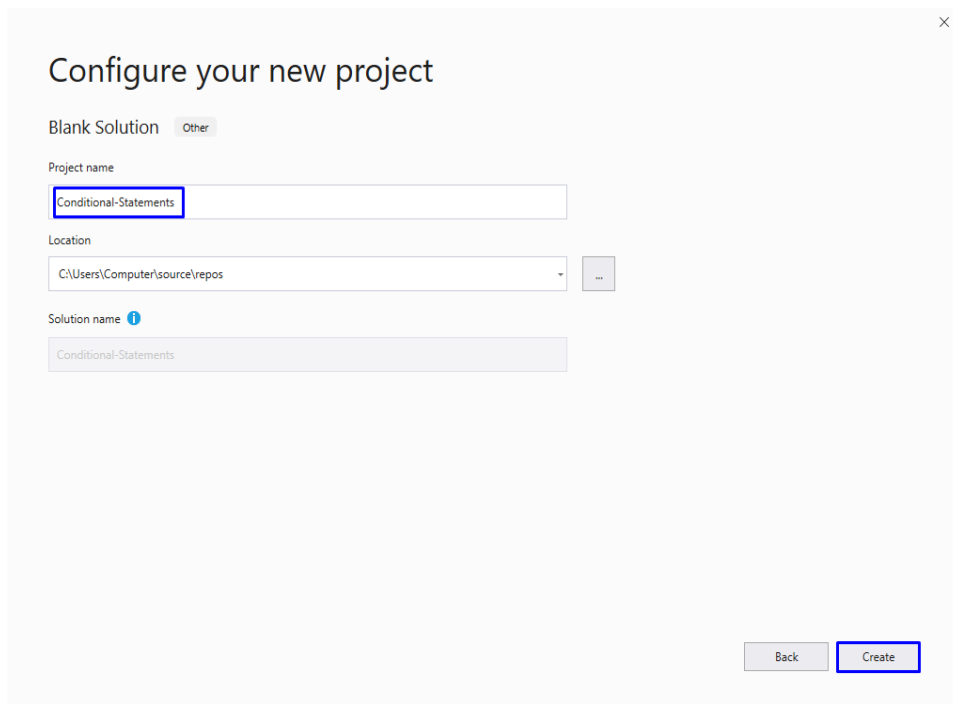 Configure your new project
Blank Solution Other
Project name
Conditional-Statements
Location
C:\Users\Computer\source\repos
...
Solution name
Conditional-Statements
Back Create